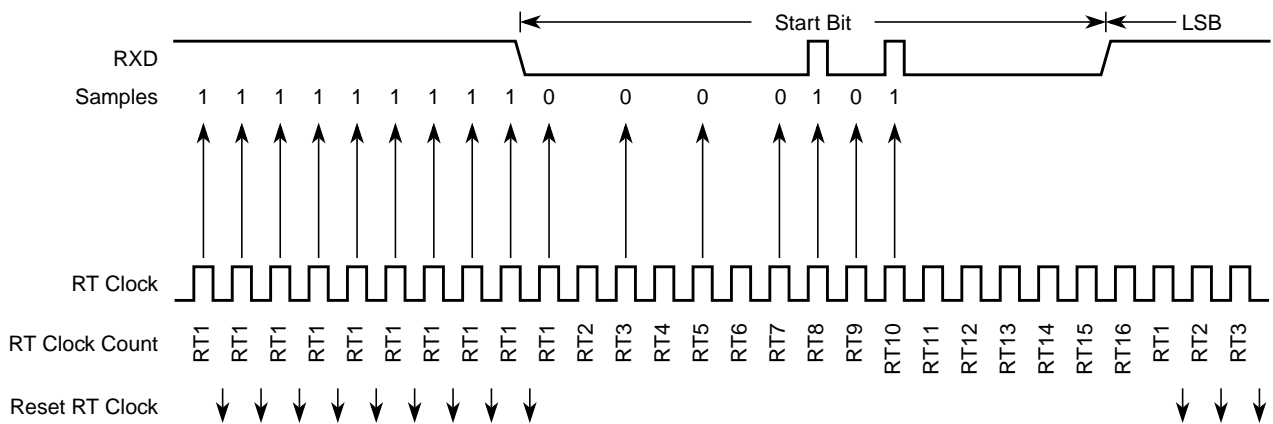 Start Bit LSB
RXD
Samples 1 1 1 1 1 1 1 1 1 0 0 0 0 1 0 1
RT Clock
RT Clock Count RT1 RT1 RT1 RT1 RT1 RT1 RT1 RT1 RT1 RT1 RT2 RT3 RT4 RT5 RT6 RT7 RT8 RT9 RT10 RT11 RT12 RT13 RT14 RT15 RT16 RT1 RT2 RT3
Reset RT Clock